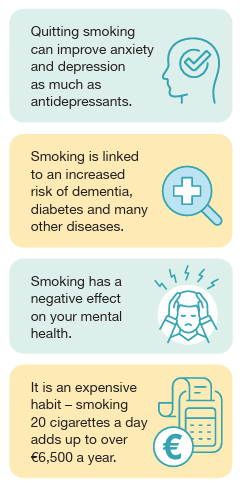 Quitting smoking
can improve anxiety
and depression
as much as
antidepressants.
Smoking is linked
to an increased
risk of dementia,
diabetes and many
other diseases.
Smoking has a
negative effect
on your mental
health.
It is an expensive
habit – smoking
20 cigarettes a day
adds up to over
€6,500 a year.
€